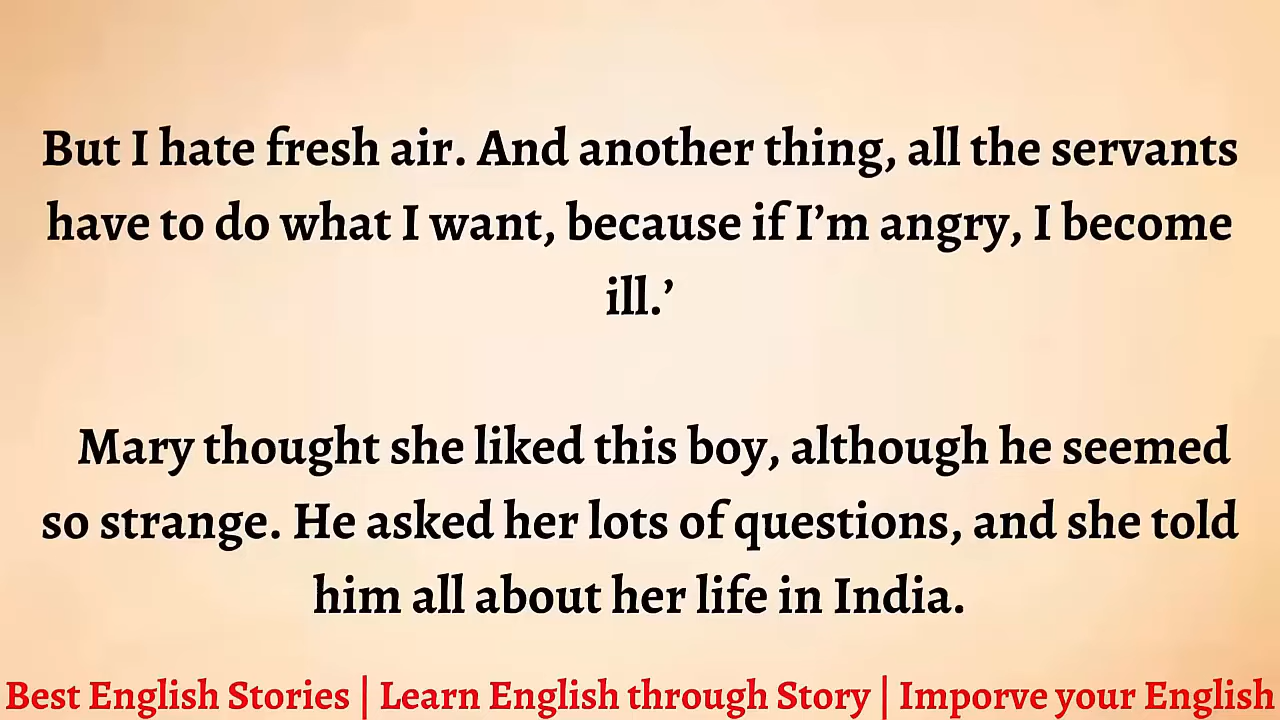 But I hate fresh air. And another thing, all the servants
have to do what I want, because if I’m angry, I become
ill.’
Mary thought she liked this boy, although he seemed
so strange. He asked her lots of questions, and she told
him all about her life in India.
Best English Stories | Learn English through Story | Imporve your English